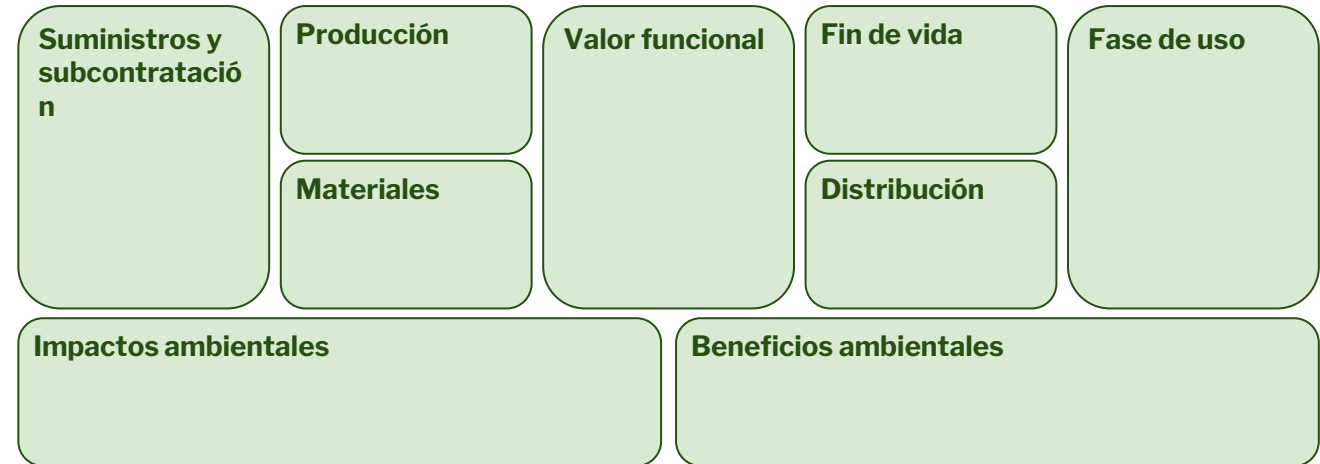 Suministros y
subcontratació
n
Producción
Materiales
Valor funcional
Fin de vida
Distribución
Fase de uso
Impactos ambientales
Beneficios ambientales